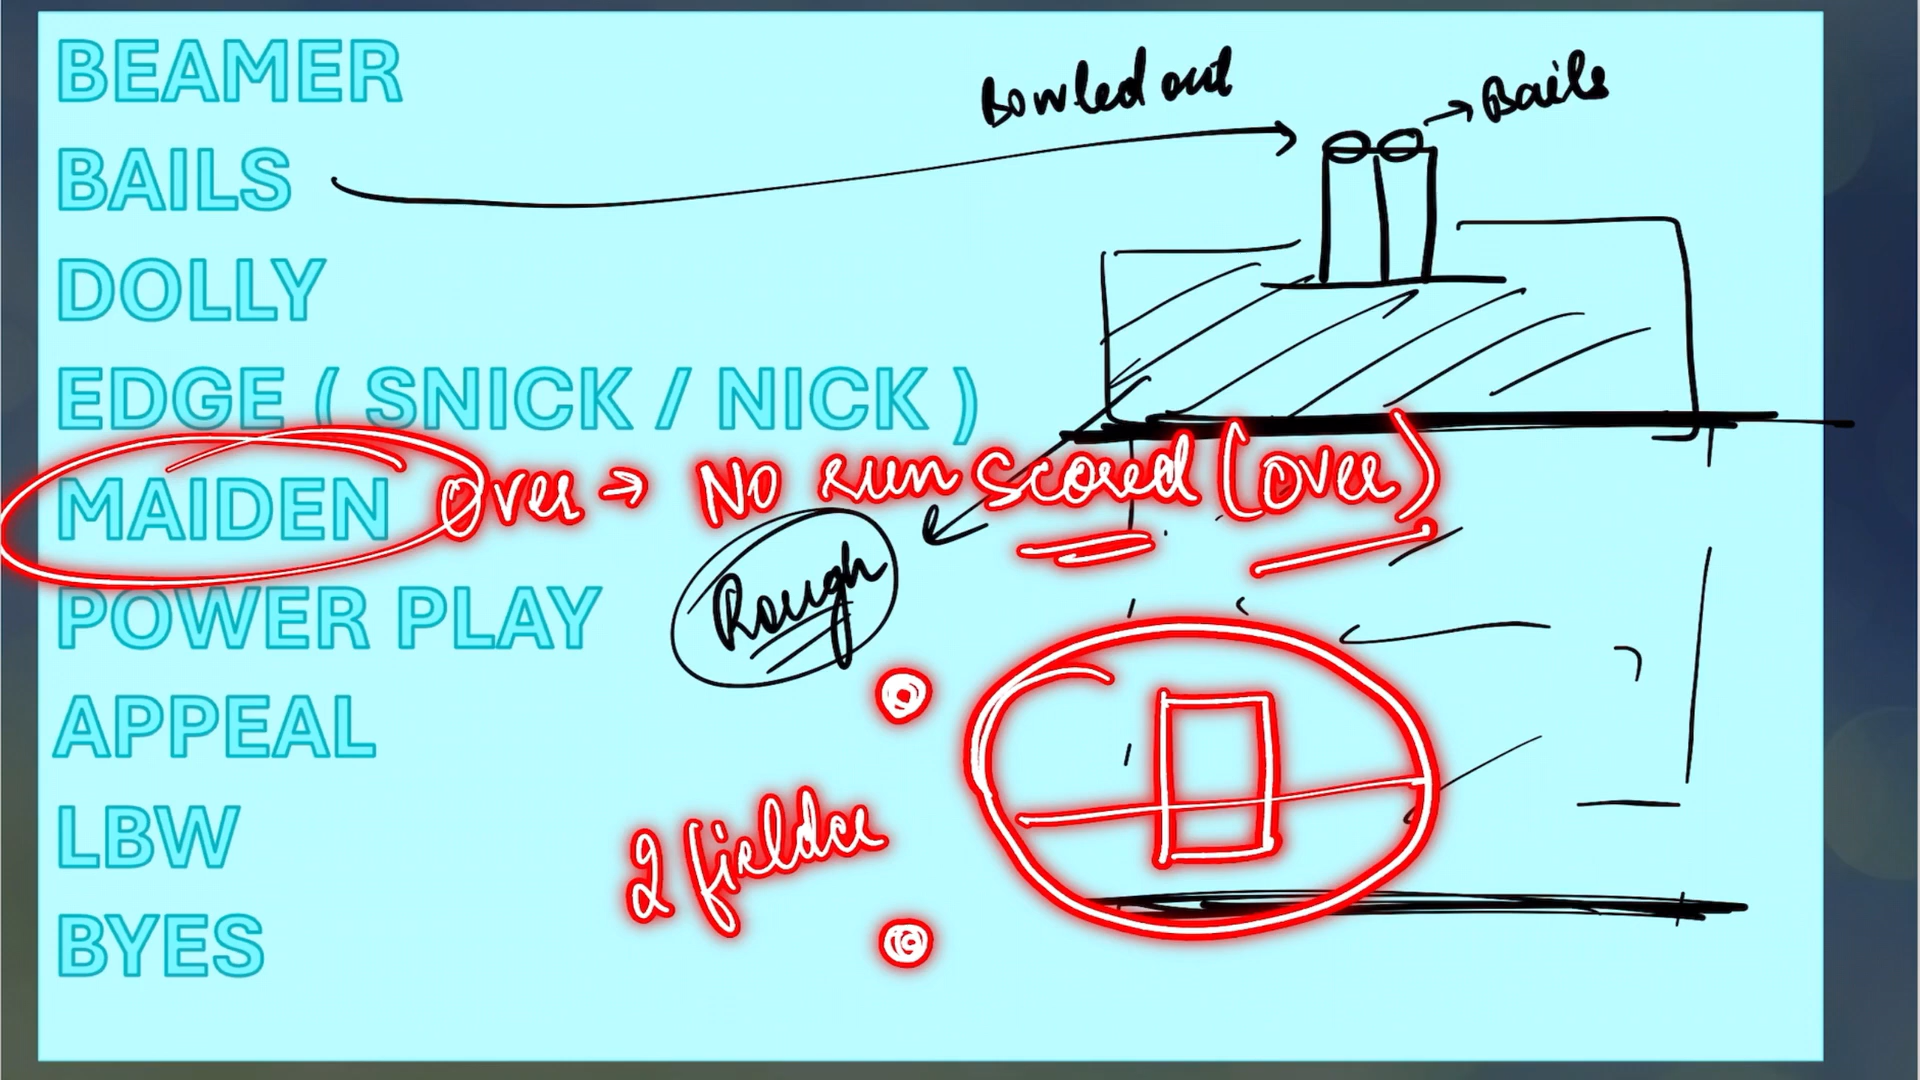 BEAMER
Bowled out
→ Bails
BAILS
DOLLY
EDGE ( SNICK / NICK )
MAIDEN Over → No run scored (over)
Rough
POWER PLAY
APPEAL
2 fielder
LBW
BYES